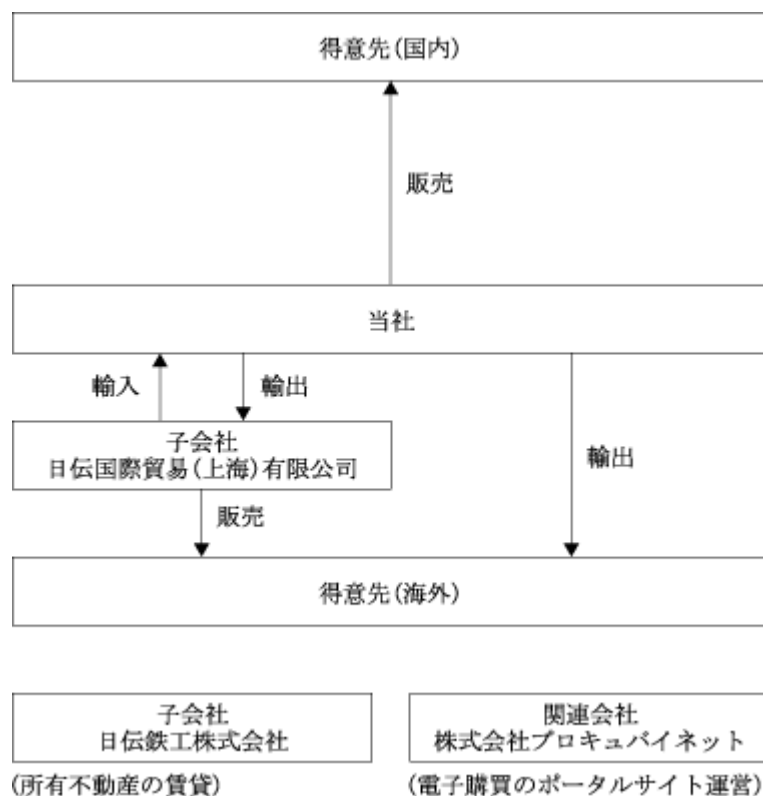 得意先(国内)
販売
当社
輸入
輸出
子会社
日伝国際貿易(上海)有限公司
輸出
販売
得意先(海外)
子会社
日伝鉄工株式会社
(所有不動産の賃貸)
関連会社
株式会社プロキュバイネット
(電子購買のポータルサイト運営)